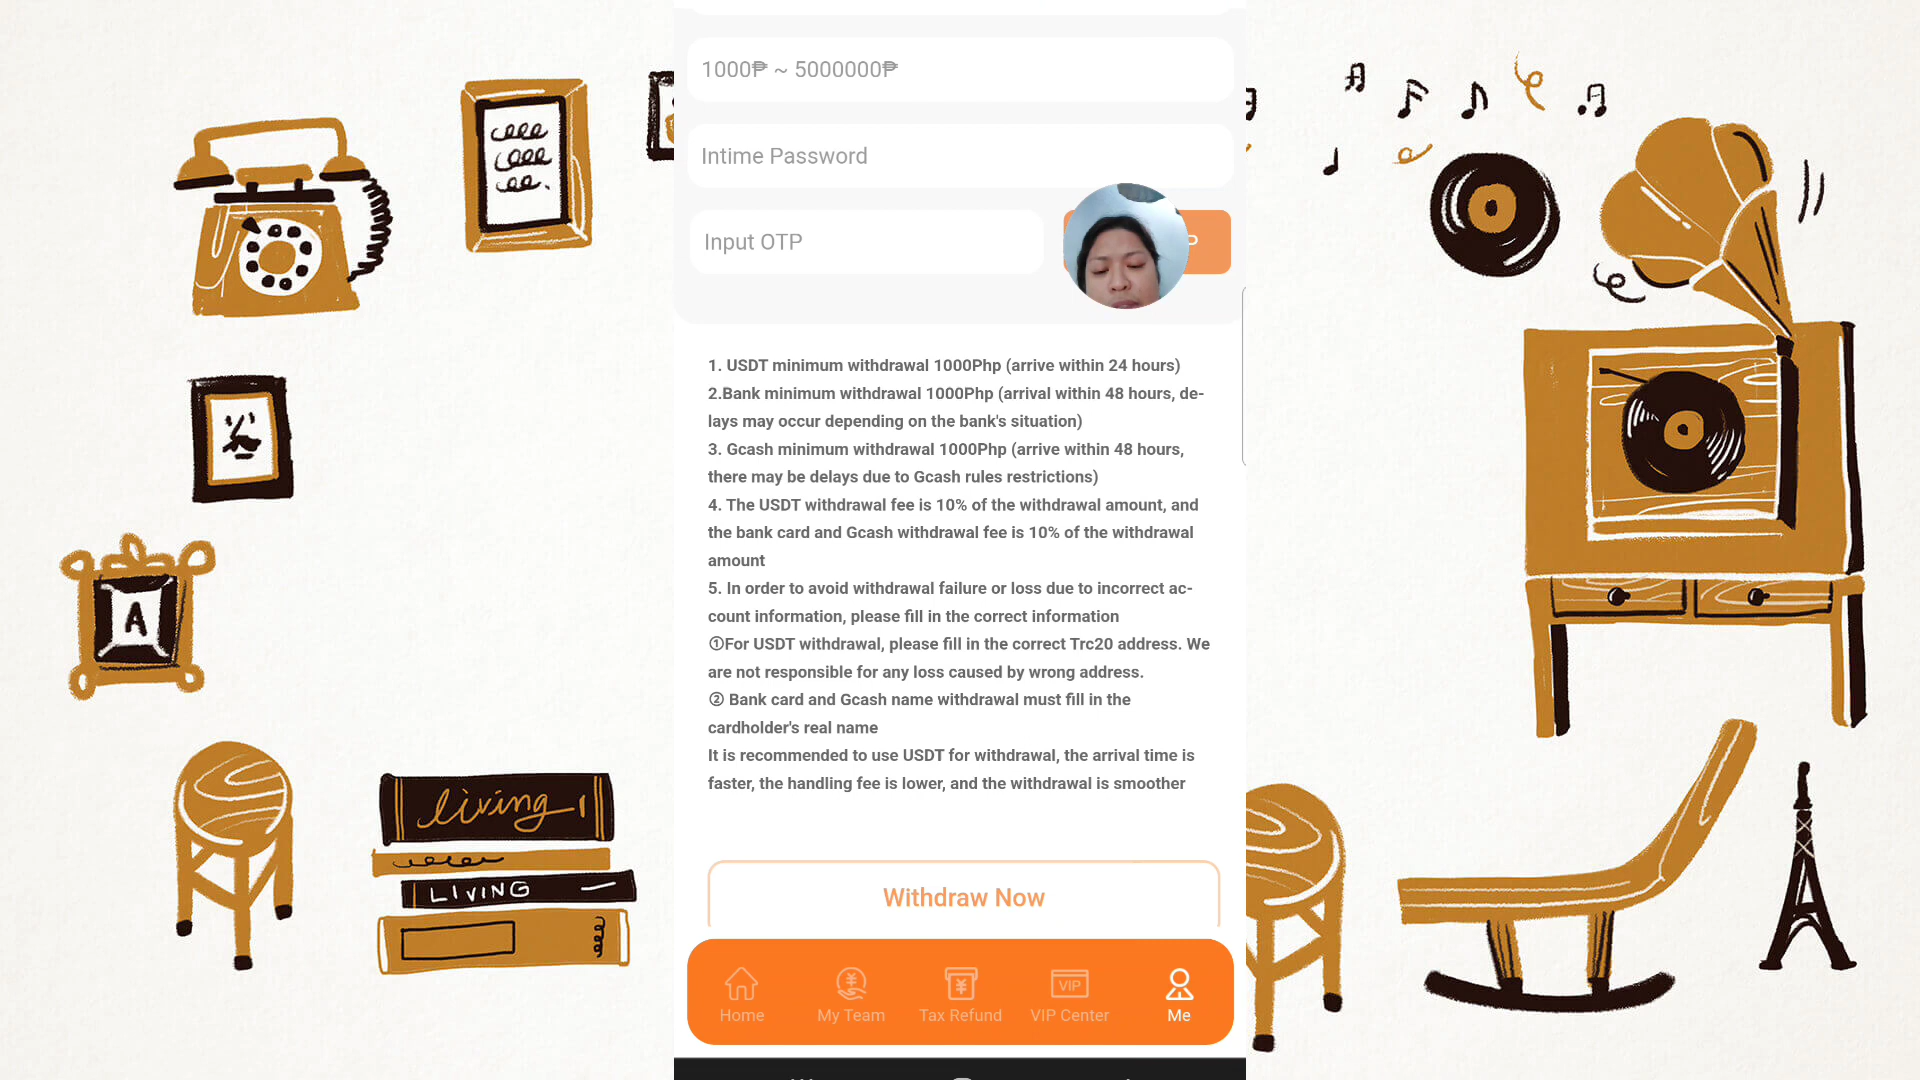 1000₱ ~ 5000000₱
Intime Password
Input OTP
P
1. USDT minimum withdrawal 1000Php (arrive within 24 hours)
2.Bank minimum withdrawal 1000Php (arrival within 48 hours, de-
lays may occur depending on the bank's situation)
3. Gcash minimum withdrawal 1000Php (arrive within 48 hours,
there may be delays due to Gcash rules restrictions)
4. The USDT withdrawal fee is 10% of the withdrawal amount, and
the bank card and Gcash withdrawal fee is 10% of the withdrawal
amount
5. In order to avoid withdrawal failure or loss due to incorrect ac-
count information, please fill in the correct information
①For USDT withdrawal, please fill in the correct Trc20 address. We
are not responsible for any loss caused by wrong address.
② Bank card and Gcash name withdrawal must fill in the
cardholder's real name
It is recommended to use USDT for withdrawal, the arrival time is
faster, the handling fee is lower, and the withdrawal is smoother
Withdraw Now
Home
My Team
Tax Refund
VIP
VIP Center
Me
A
living
LIVING